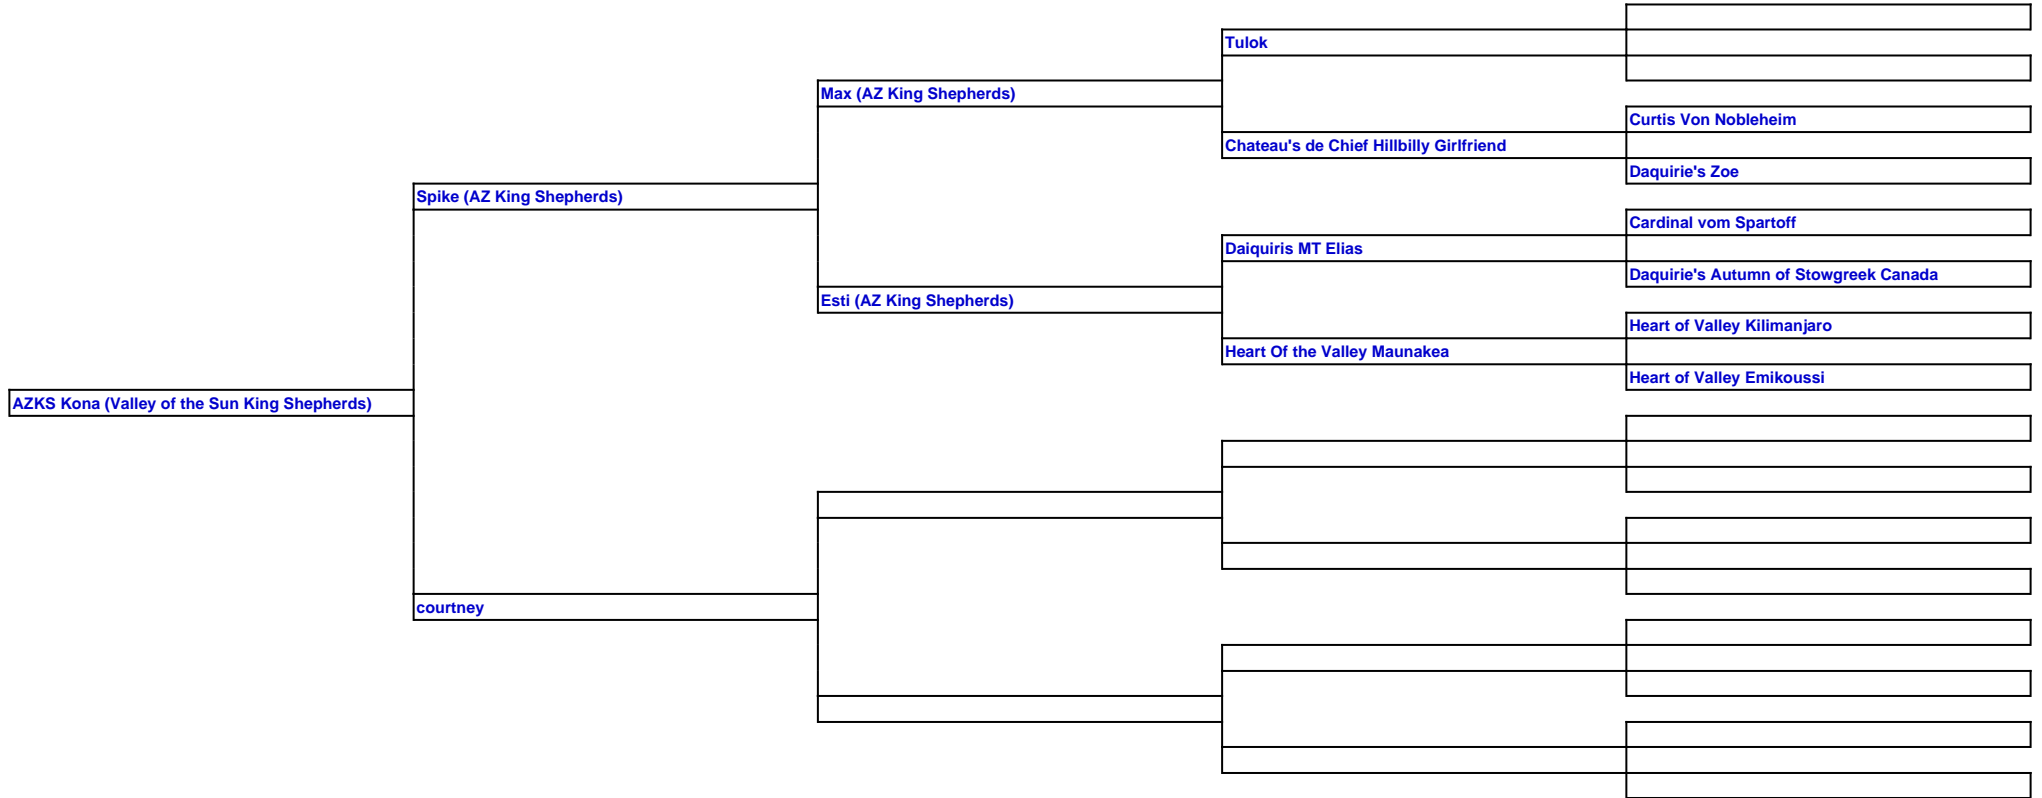 Tulok
Max (AZ King Shepherds)
Curtis Von Nobleheim
Chateau's de Chief Hillbilly Girlfriend
Daquirie's Zoe
Spike (AZ King Shepherds)
Cardinal vom Spartoff
Daiquiris MT Elias
Daquirie's Autumn of Stowgreek Canada
Esti (AZ King Shepherds)
Heart of Valley Kilimanjaro
Heart Of the Valley Maunakea
Heart of Valley Emikoussi
AZKS Kona (Valley of the Sun King Shepherds)
courtney